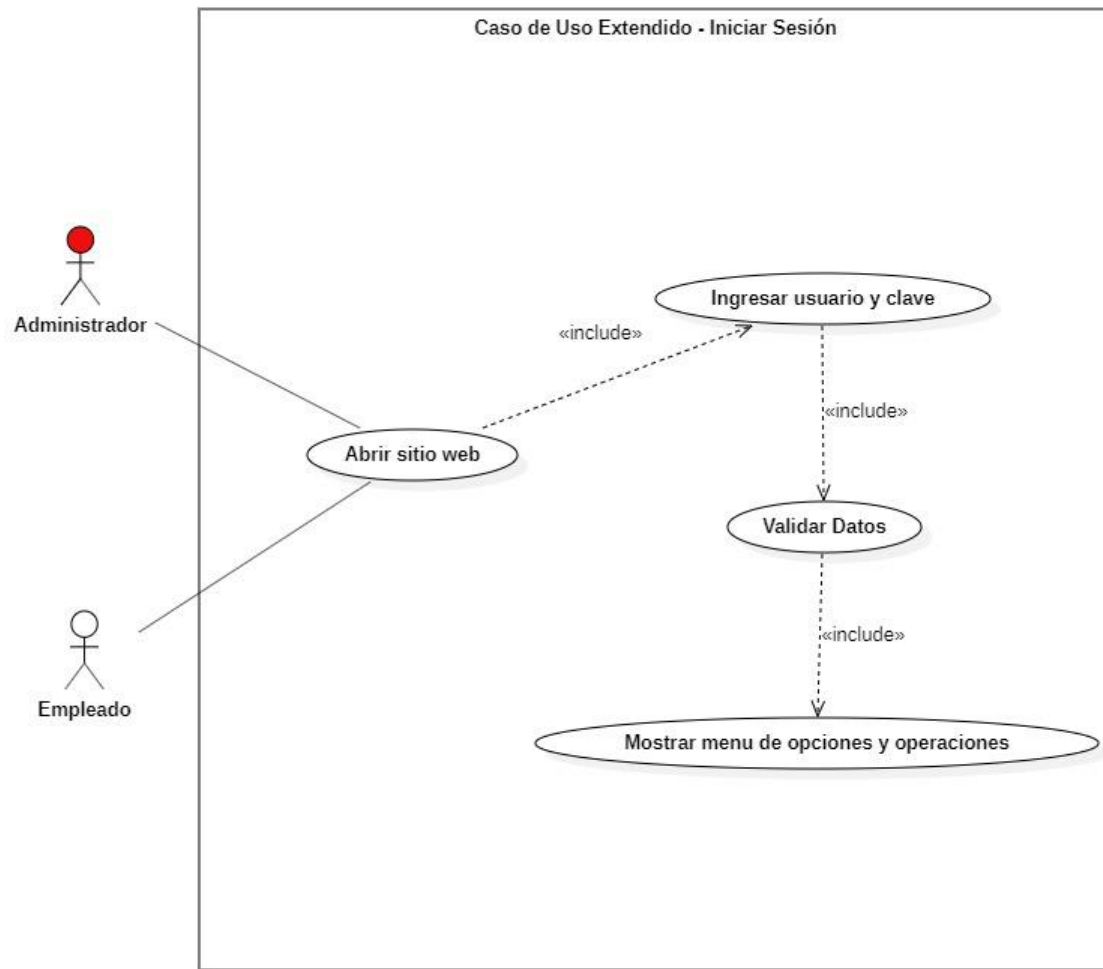 Caso de Uso Extendido - Iniciar Sesión
Administrador
Ingresar usuario y clave
«include»
«include»
Abrir sitio web
Validar Datos
«include»
Empleado
Mostrar menu de opciones y operaciones